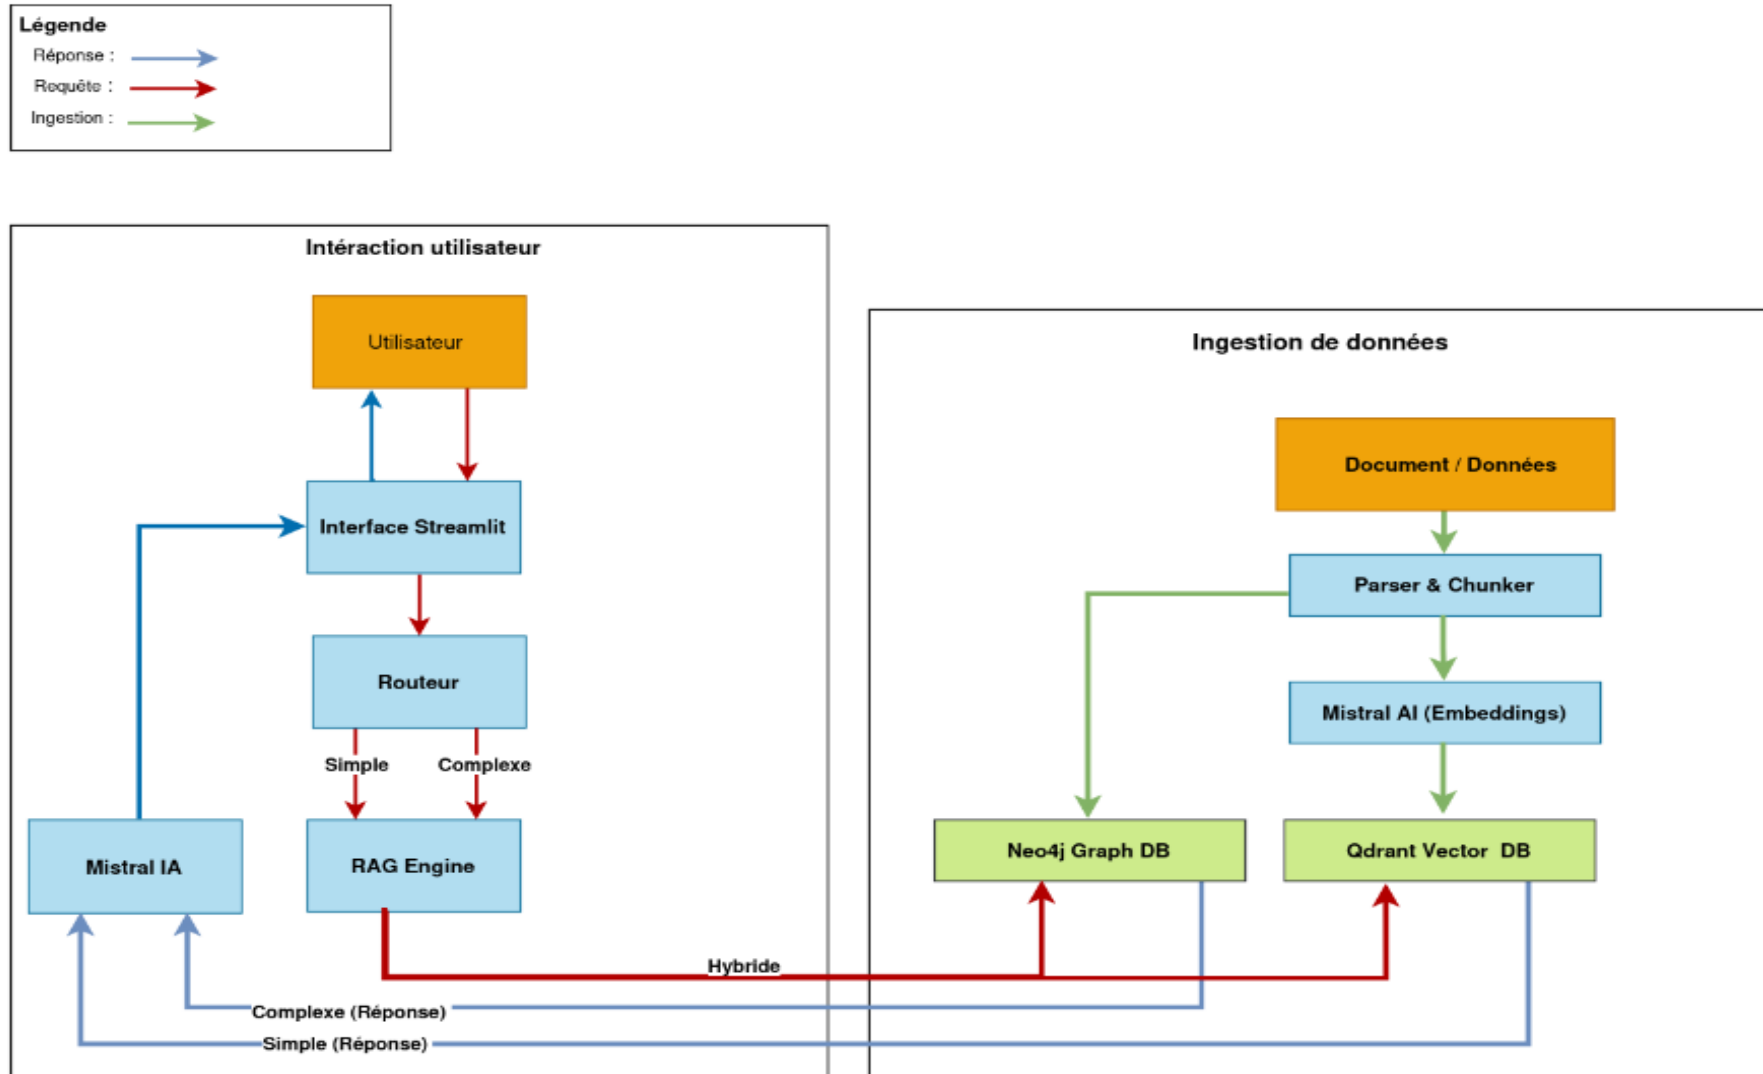 Légende
Réponse :
Requête :
Ingestion :
Intéraction utilisateur
Utilisateur
Interface Streamlit
Routeur
Simple
Complexe
Mistral IA
RAG Engine
Ingestion de données
Document / Données
Parser & Chunker
Mistral AI (Embeddings)
Neo4j Graph DB
Qdrant Vector DB
Hybride
Complexe (Réponse)
Simple (Réponse)